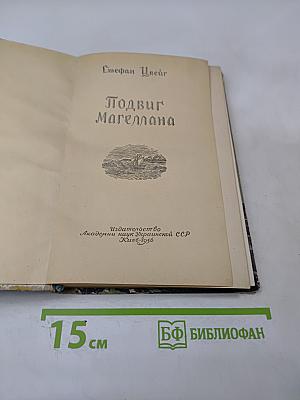 Стефан Цвейг
Подвиг
Магеллана
Издательство
Академии наук Украинской ССР
Киев-1956
15 см
БФ БИБЛИОФАН